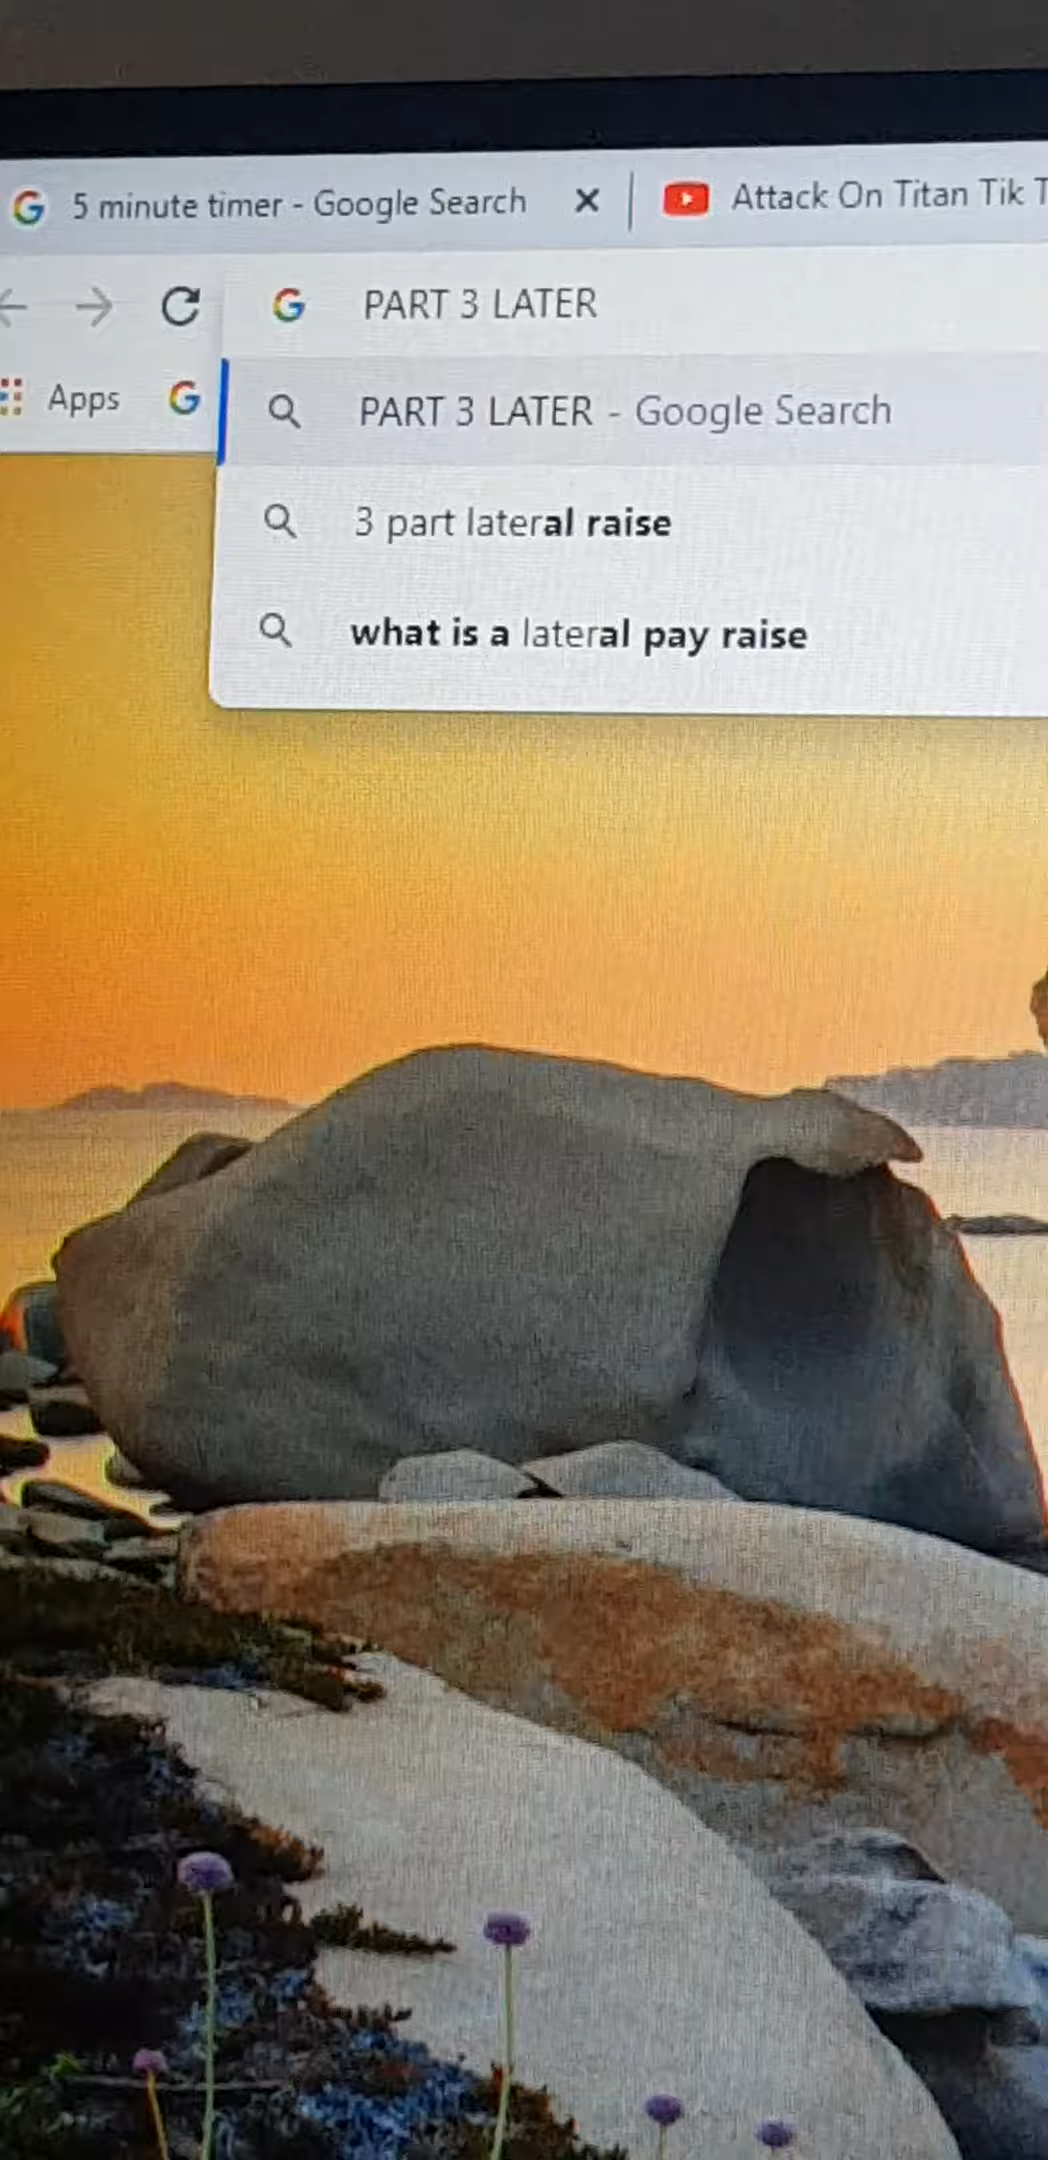 5 minute timer - Google Search
Attack On Titan Tik T
PART 3 LATER
Apps
PART 3 LATER - Google Search
3 part lateral raise
what is a lateral pay raise